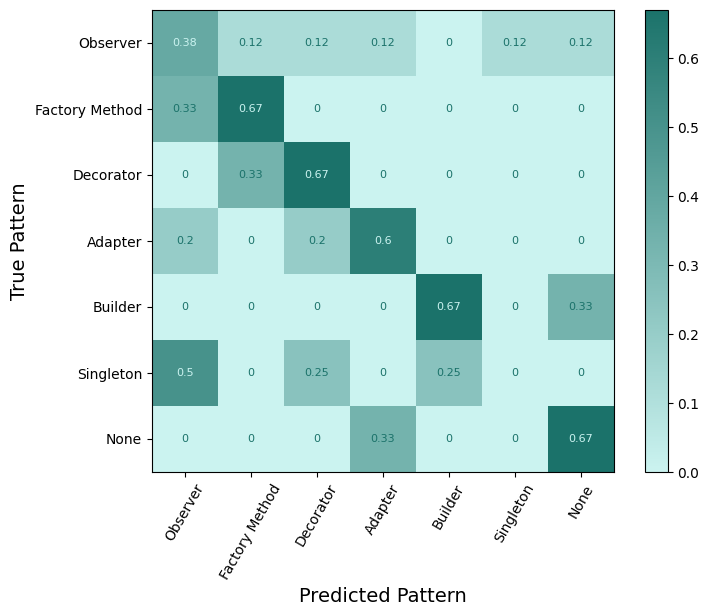 Observer 0.38 0.12 0.12 0.12 0 0.12 0.12
Factory Method 0.33 0.67 0 0 0 0 0
Decorator 0 0.33 0.67 0 0 0 0
Adapter 0.2 0 0.2 0.6 0 0 0
Builder 0 0 0 0 0.67 0 0.33
Singleton 0.5 0 0.25 0 0.25 0 0
None 0 0 0 0.33 0 0 0.67
True Pattern
Observer Factory Method Decorator Adapter Builder Singleton None
Predicted Pattern
0.6
0.5
0.4
0.3
0.2
0.1
0.0